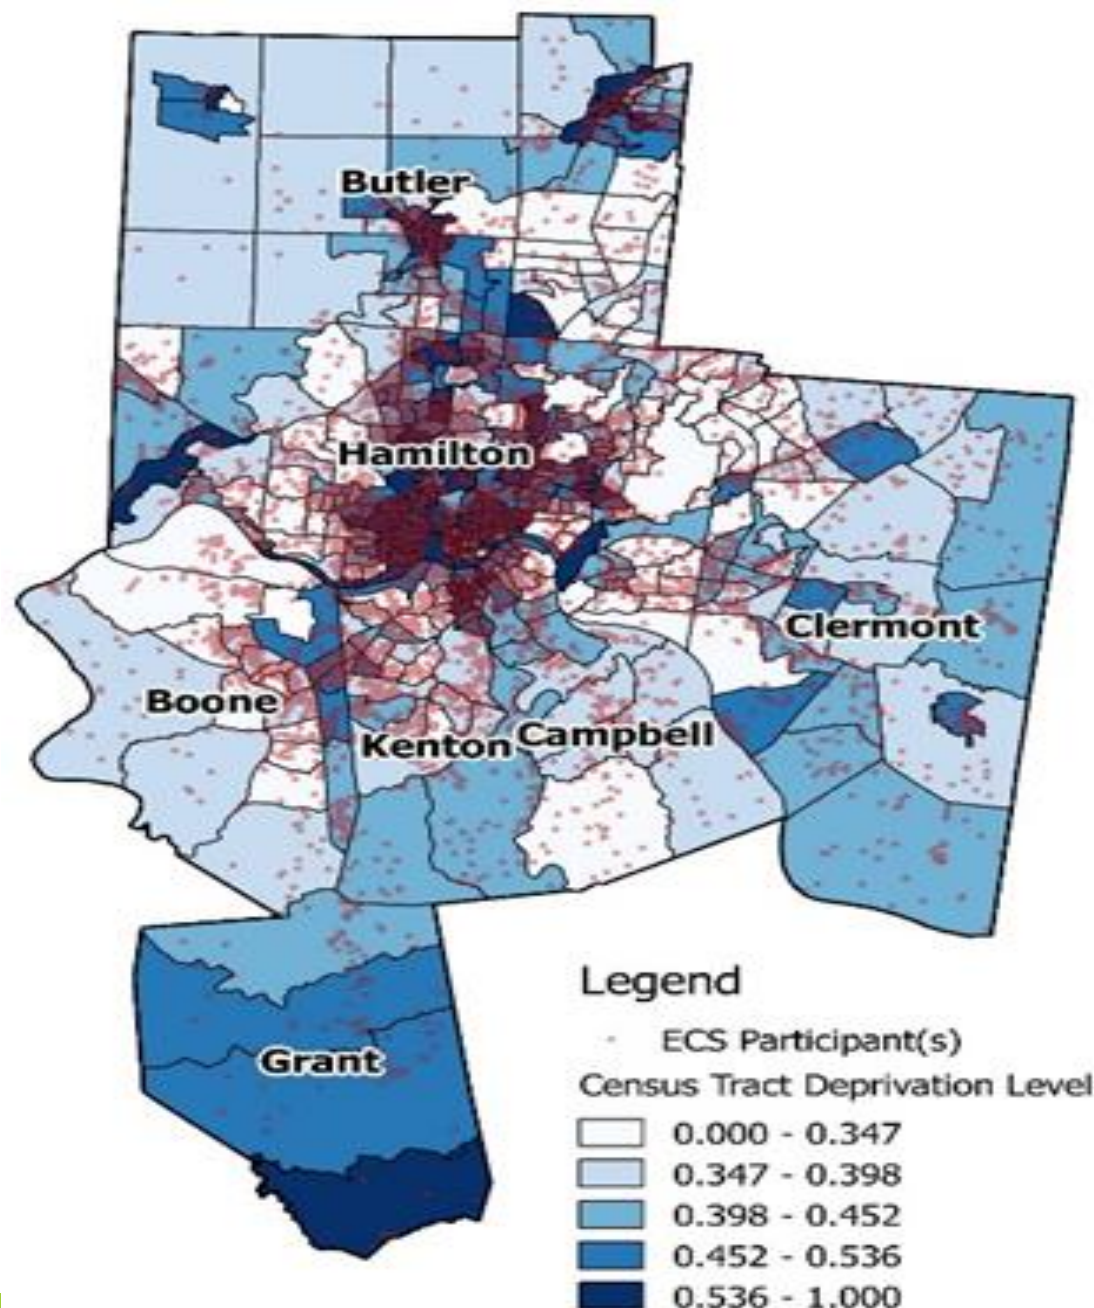 Butler
Hamilton
Clermont
Boone
Kenton
Campbell
Grant
Legend
ECS Participant(s)
Census Tract Deprivation Level
0.000 - 0.347
0.347 - 0.398
0.398 - 0.452
0.452 - 0.536
0.536 - 1.000